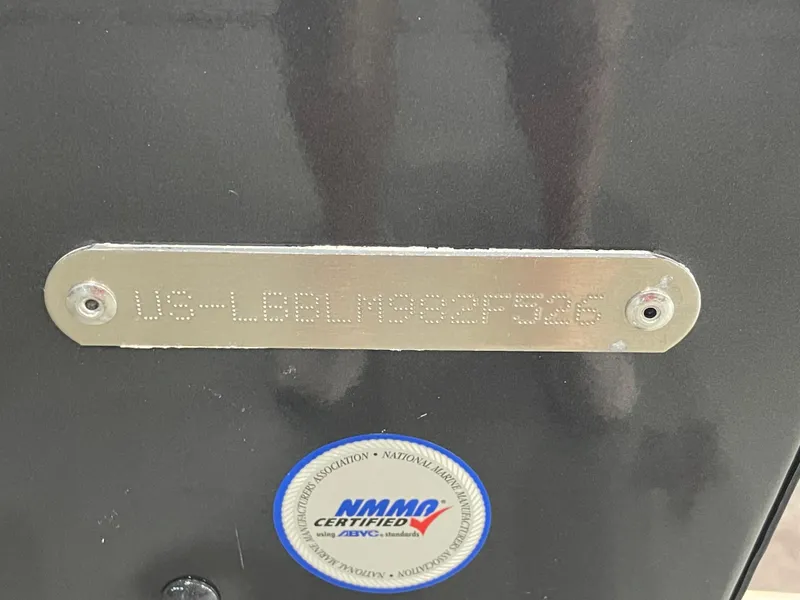 US-LBBLM982F526
NATIONAL MARINE MANUFACTURERS ASSOCIATION • NATIONAL MARINE MANUFACTURERS ASSOCIATION •
NMMA®
CERTIFIED
using ABYC® standards